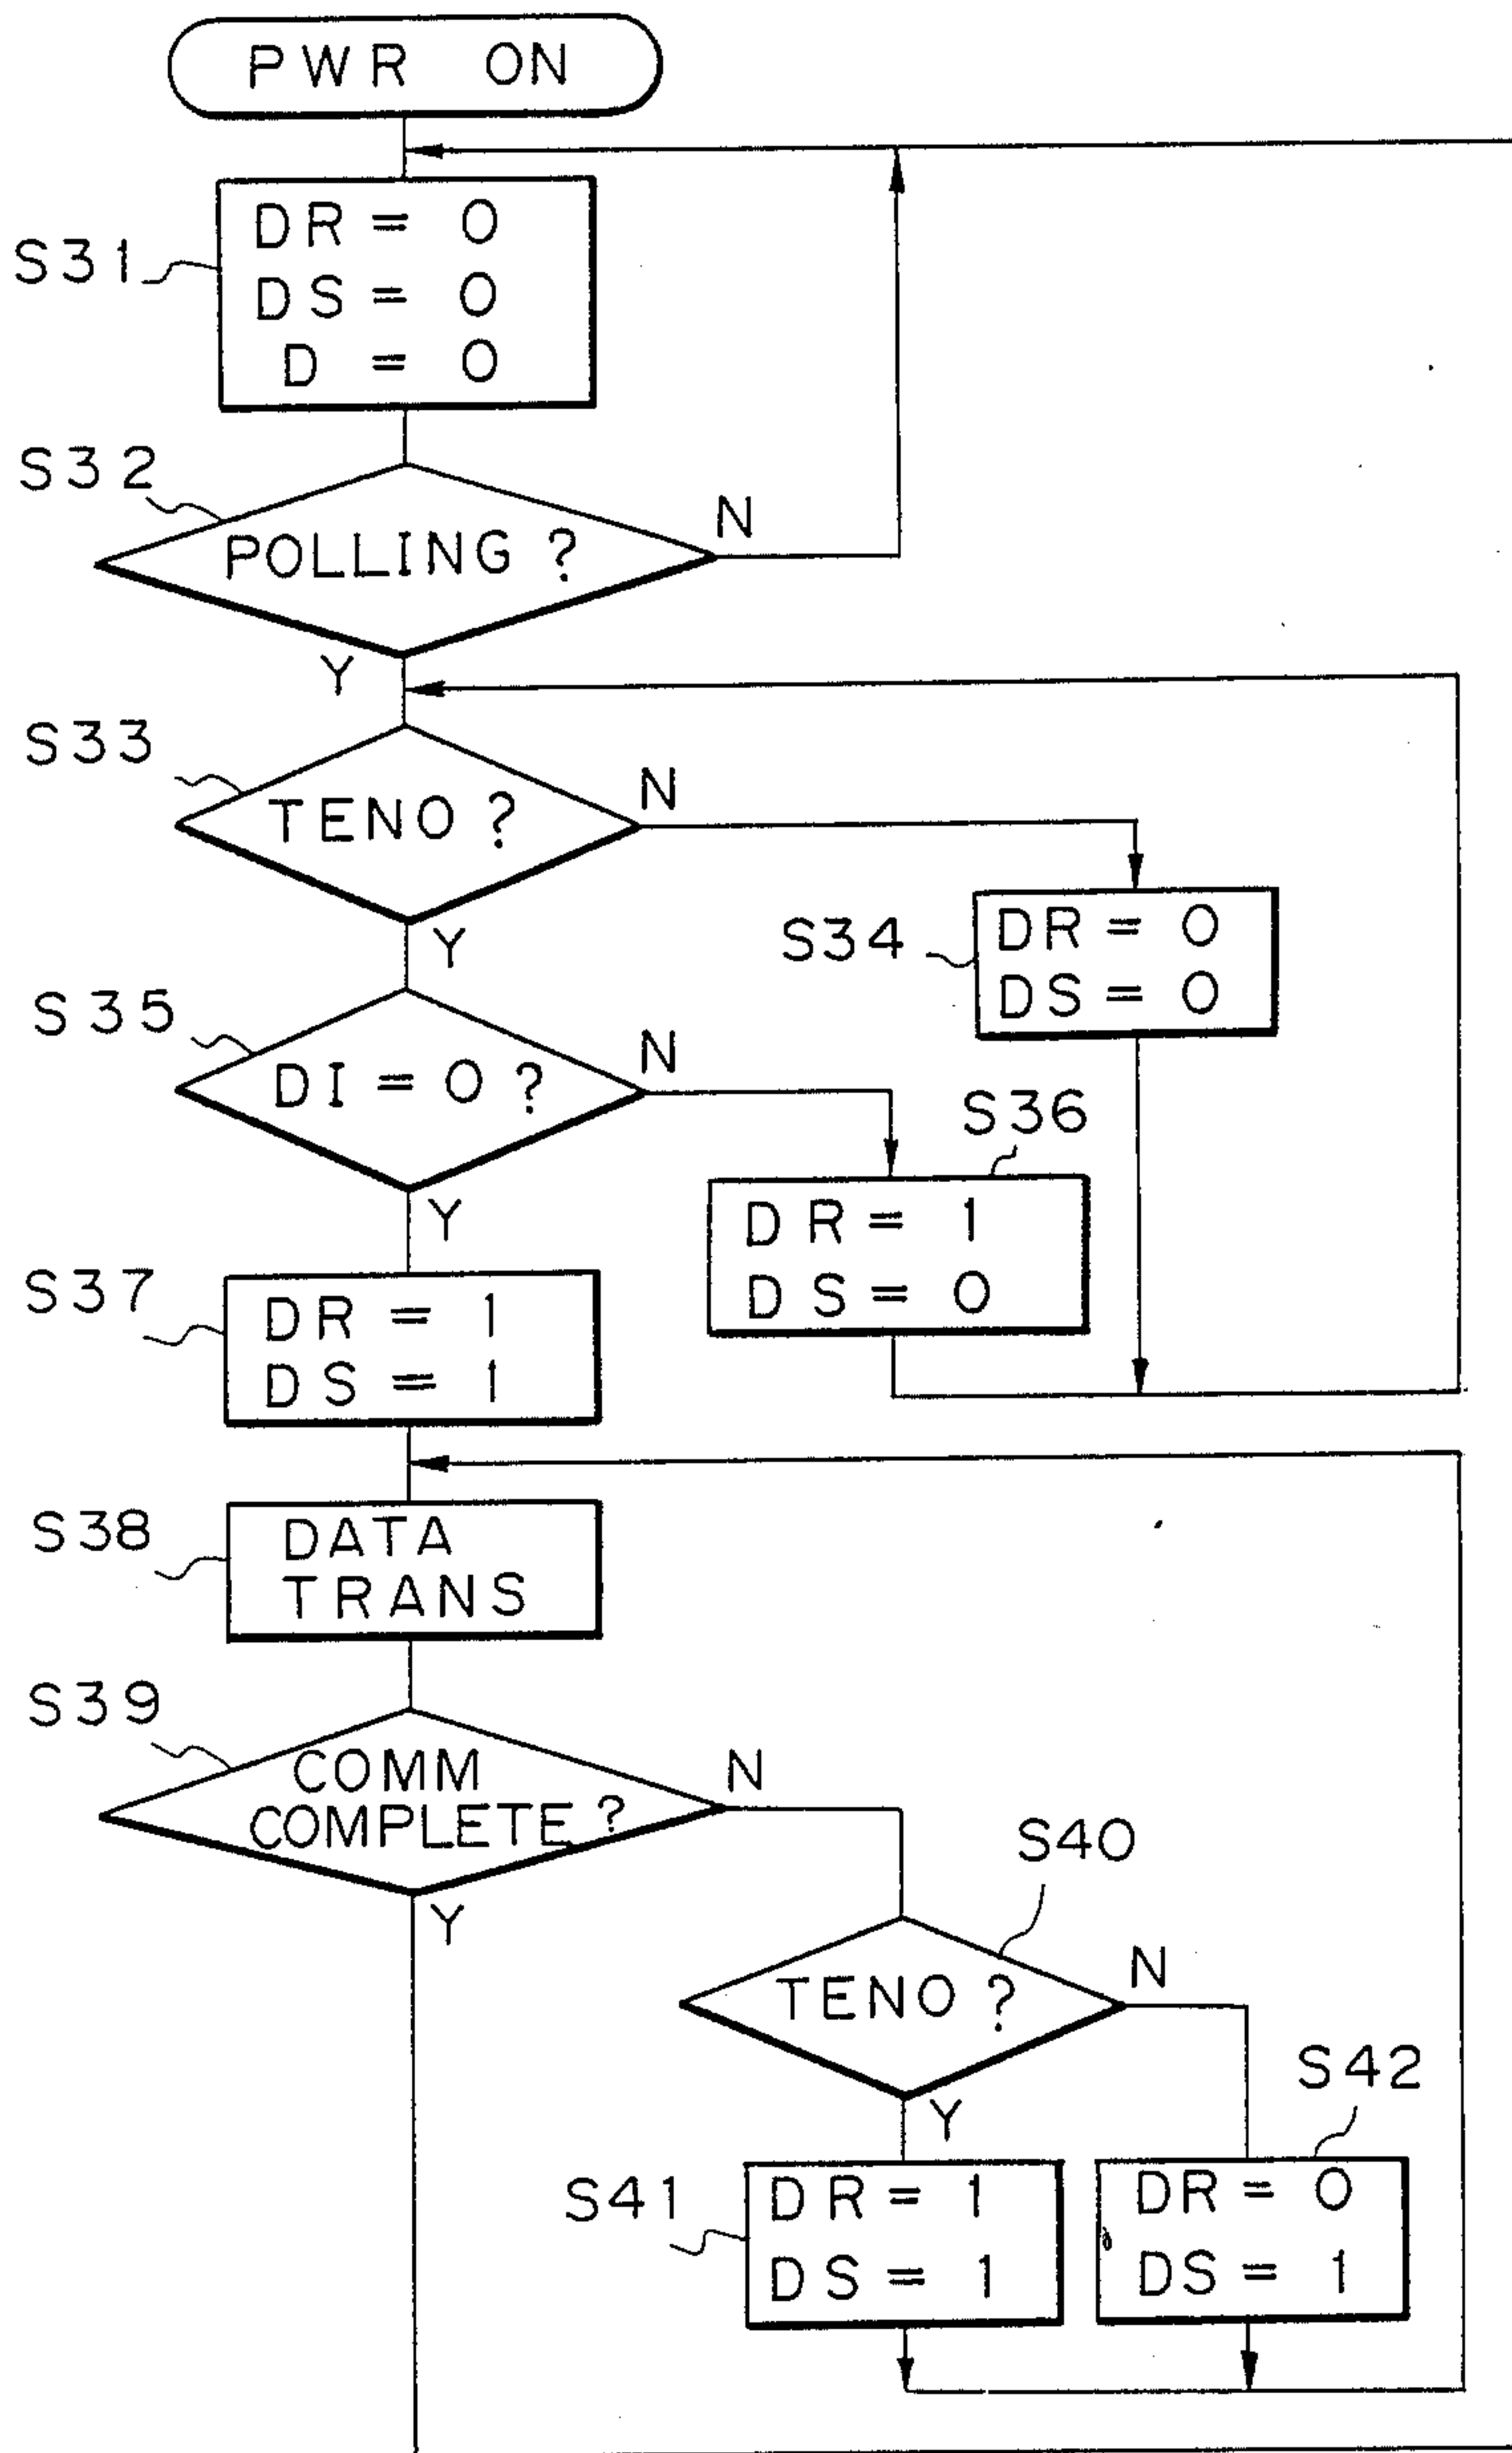 PWR ON
S31
DR = 0
DS = 0
D = 0
S32
POLLING ?
N
Y
S33
TENO ?
N
Y
S34
DR = 0
DS = 0
S35
DI = 0 ?
N
Y
S36
DR = 1
DS = 0
S37
DR = 1
DS = 1
S38
DATA
TRANS
S39
COMM
COMPLETE ?
N
Y
S40
TENO ?
N
Y
S41
DR = 1
DS = 1
S42
DR = 0
DS = 1